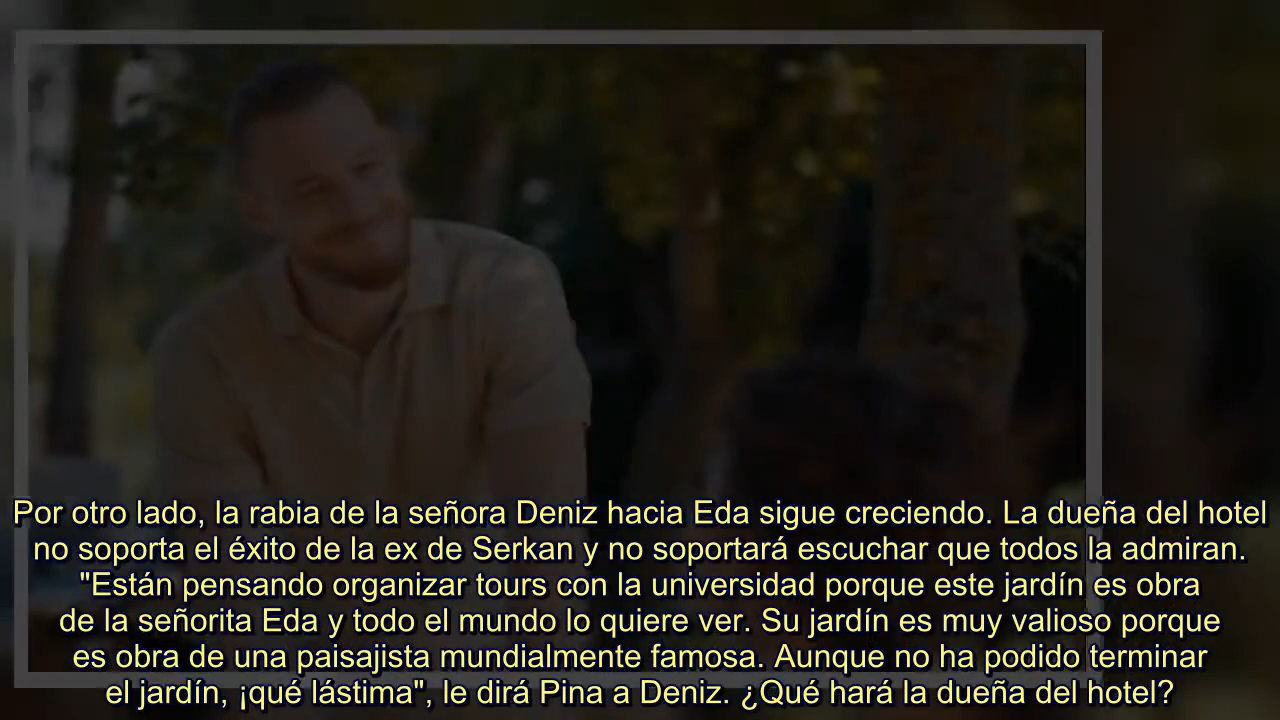 Por otro lado, la rabia de la señora Deniz hacia Eda sigue creciendo. La dueña del hotel
no soporta el éxito de la ex de Serkan y no soportará escuchar que todos la admiran.
"Están pensando organizar tours con la universidad porque este jardín es obra
de la señorita Eda y todo el mundo lo quiere ver. Su jardín es muy valioso porque
es obra de una paisajista mundialmente famosa. Aunque no ha podido terminar
el jardín, ¡qué lástima", le dirá Pina a Deniz. ¿Qué hará la dueña del hotel?